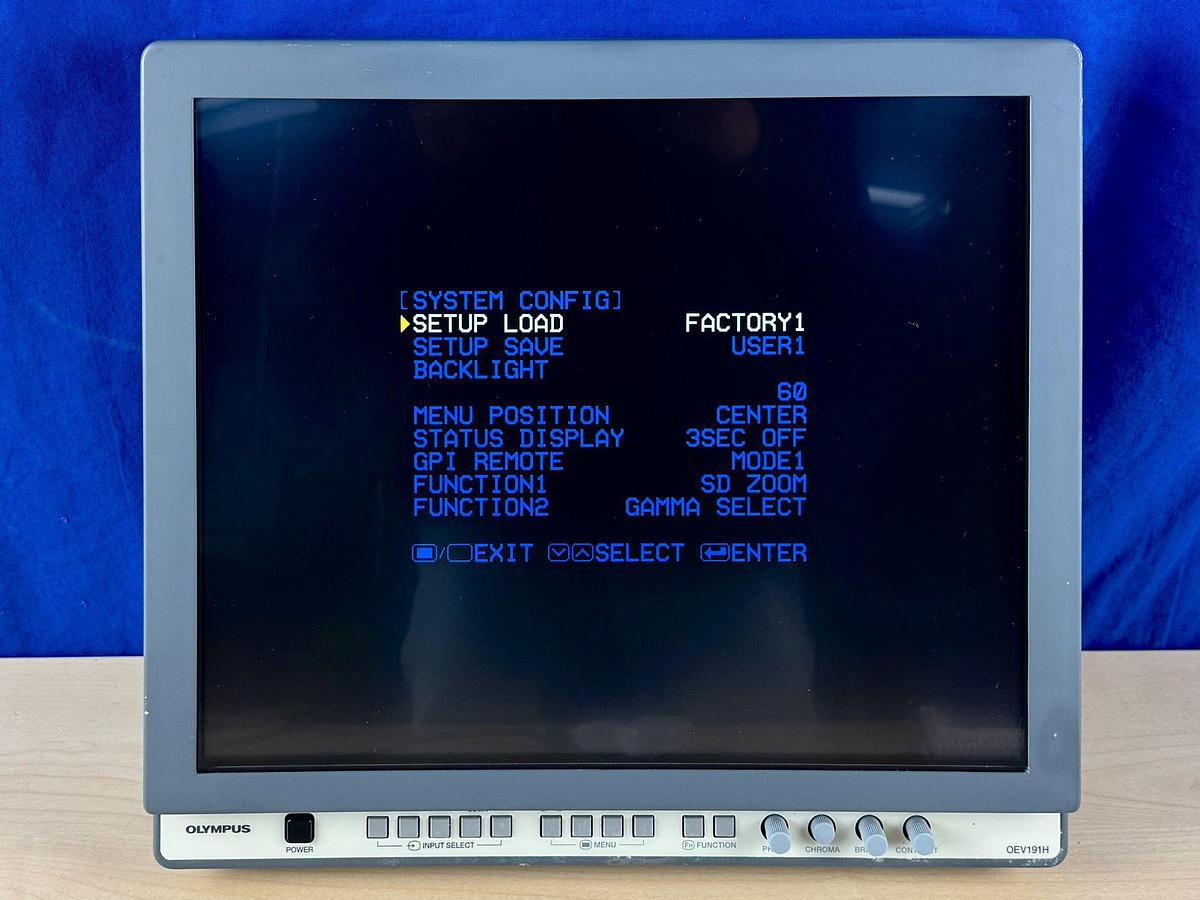 [SYSTEM CONFIG]
SETUP LOAD FACTORY1
SETUP SAVE USER1
BACKLIGHT
60
MENU POSITION CENTER
STATUS DISPLAY 3SEC OFF
GPI REMOTE MODE1
FUNCTION1 SD ZOOM
FUNCTION2 GAMMA SELECT
/ EXIT SELECT ENTER
OLYMPUS
POWER
INPUT SELECT
MENU
Fn FUNCTION
CHROMA
OEV191H